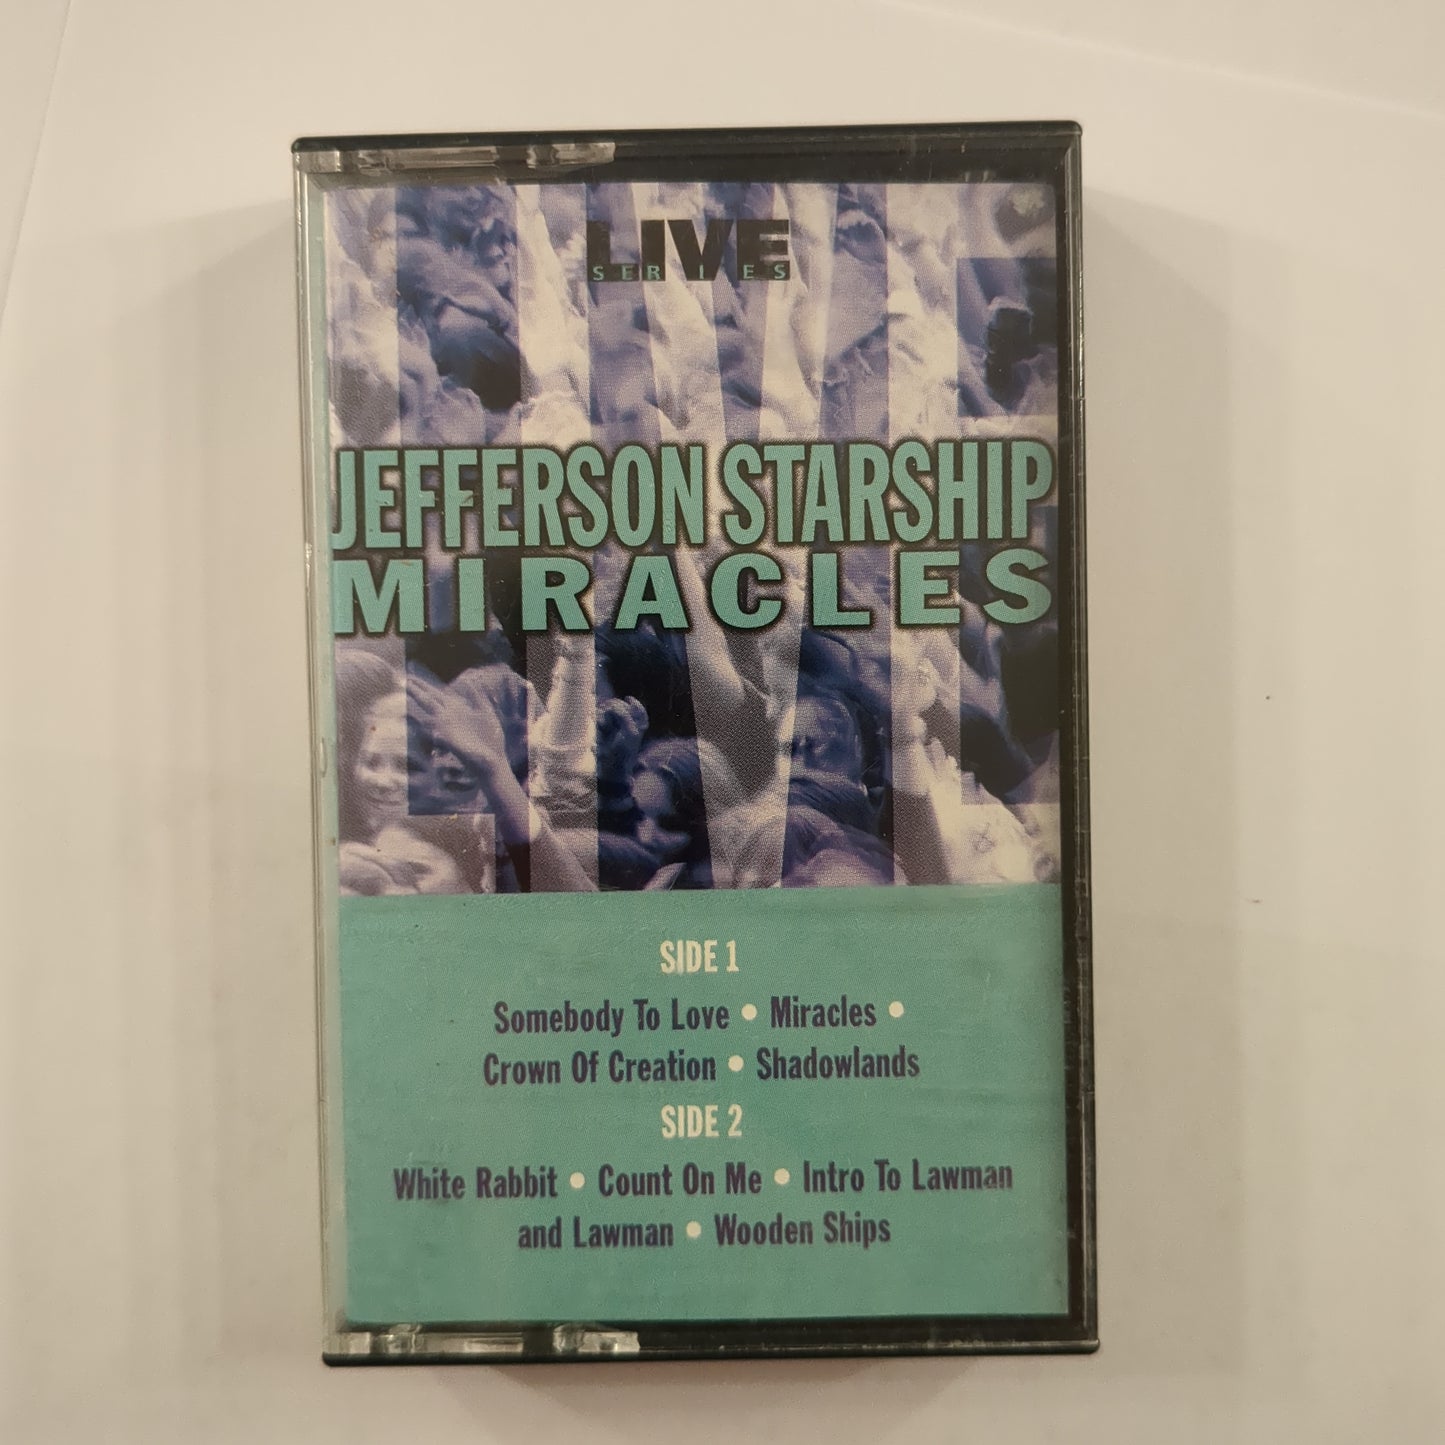 LIVE
SERIES
JEFFERSON STARSHIP
MIRACLES
LIVE
SIDE 1
Somebody To Love • Miracles •
Crown Of Creation • Shadowlands
SIDE 2
White Rabbit • Count On Me • Intro To Lawman
and Lawman • Wooden Ships